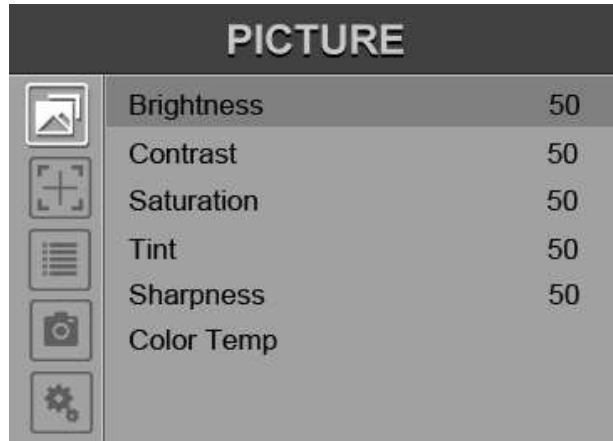 PICTURE
Brightness 50
Contrast 50
Saturation 50
Tint 50
Sharpness 50
Color Temp